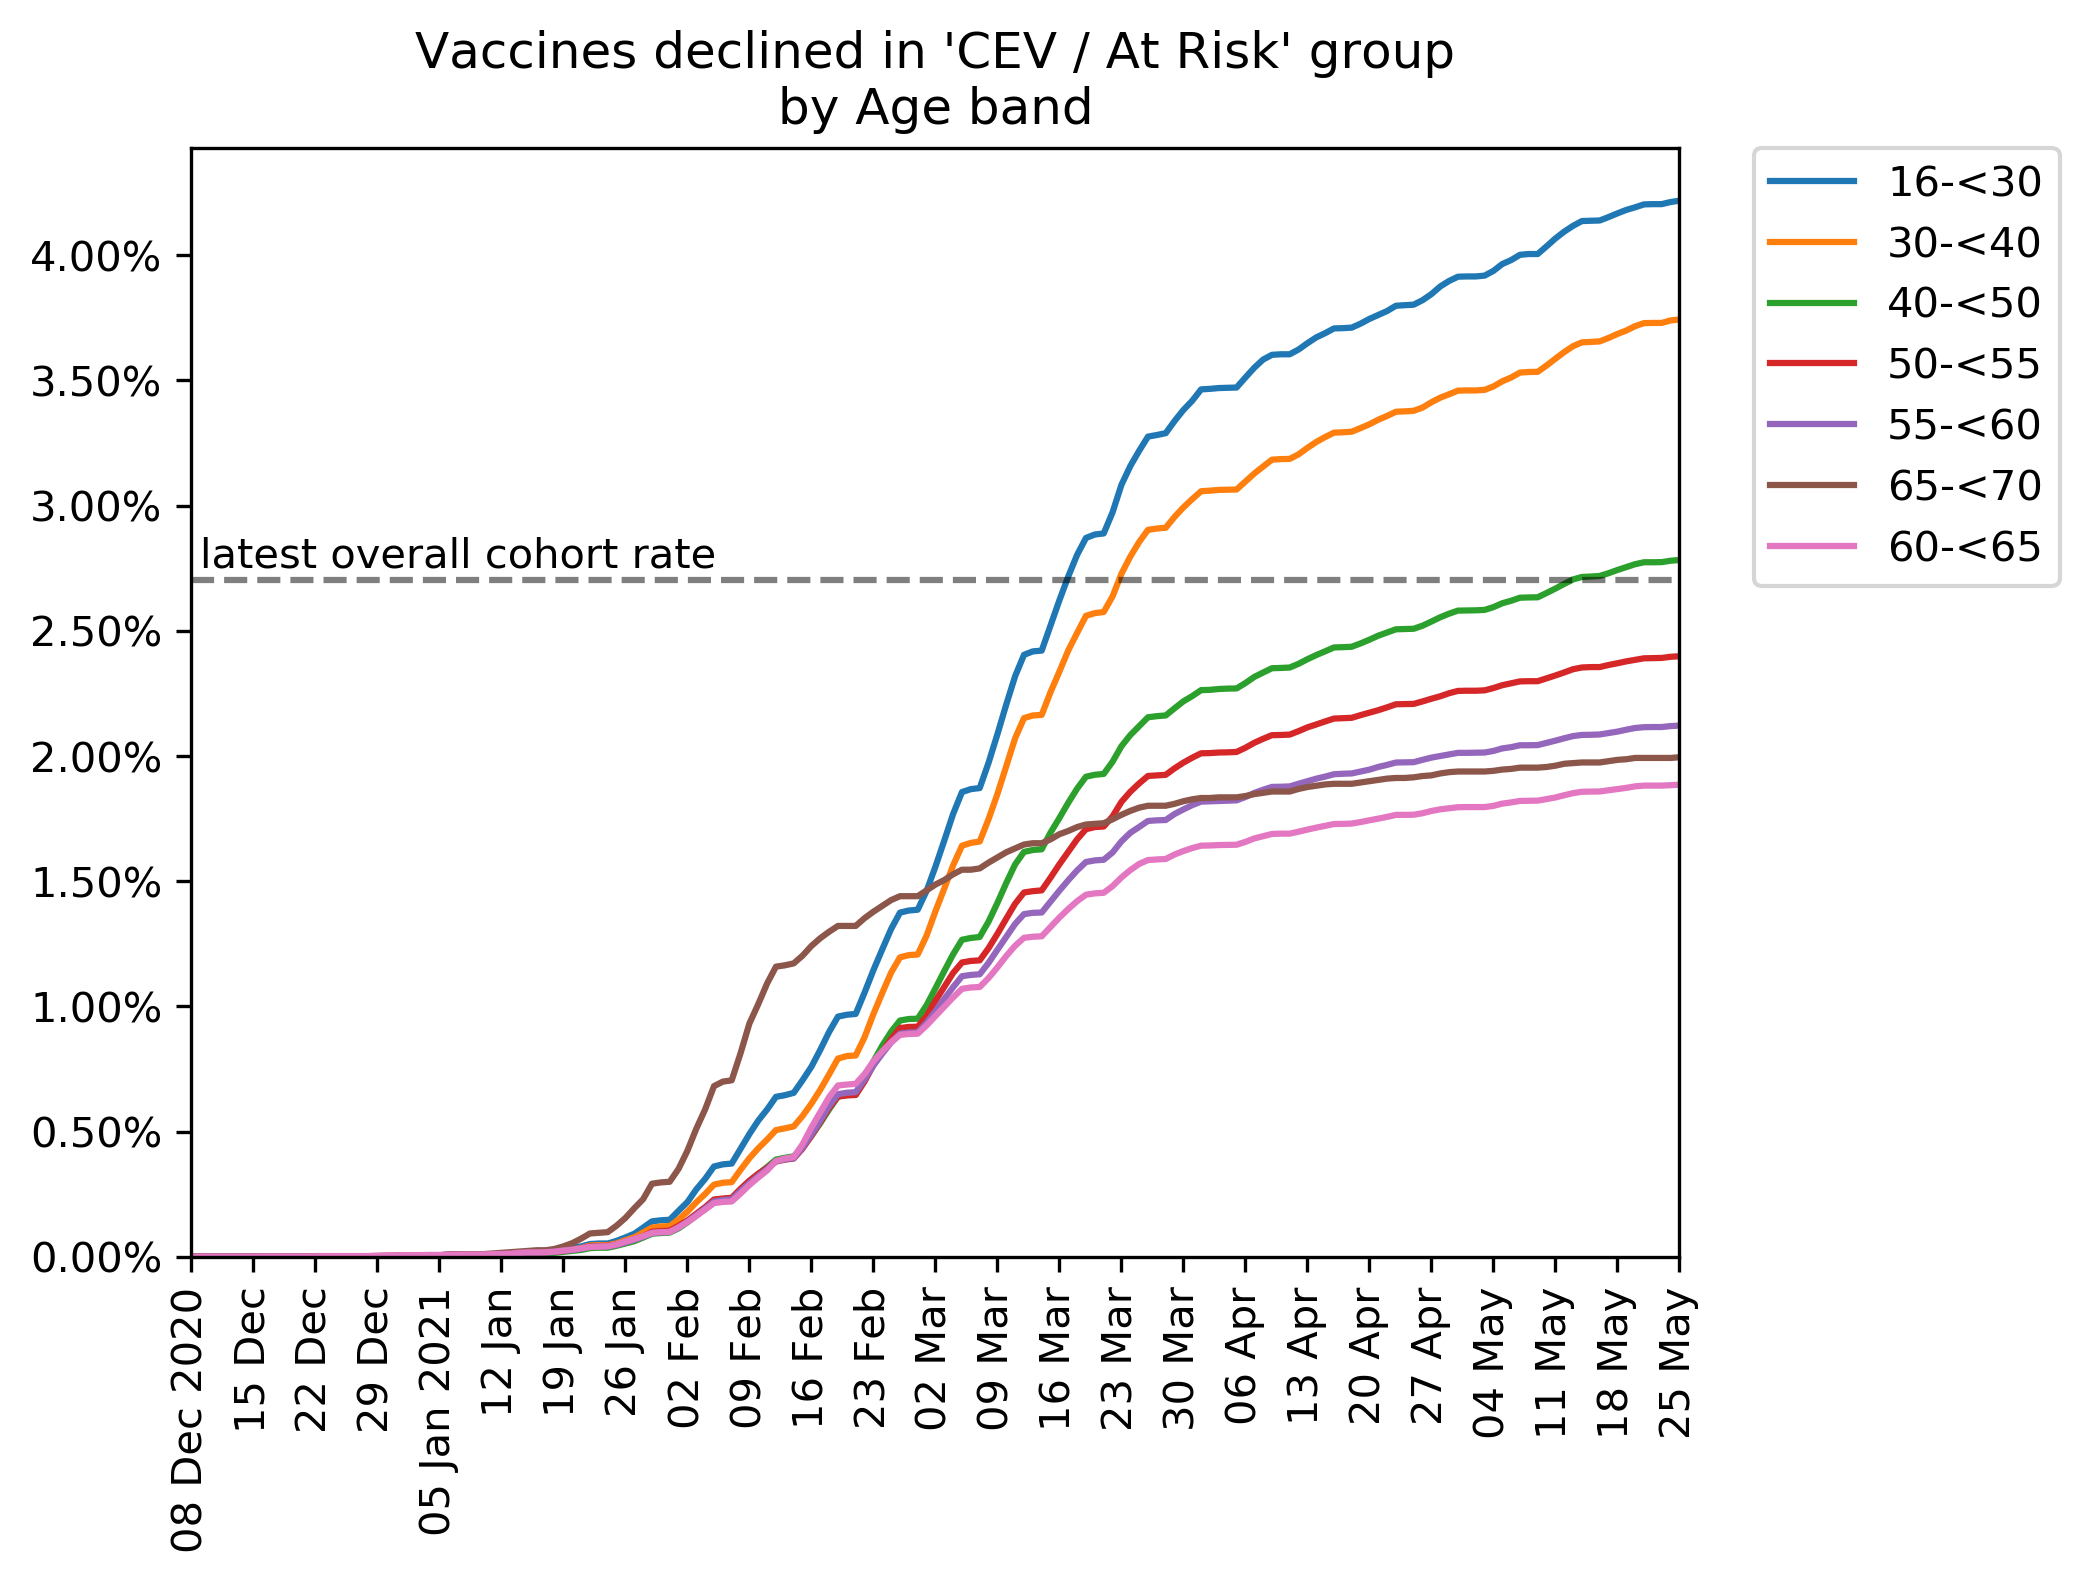 Vaccines declined in 'CEV / At Risk' group
by Age band
4.00%
3.50%
3.00%
2.50%
2.00%
1.50%
1.00%
0.50%
0.00%
latest overall cohort rate
08 Dec 2020
15 Dec
22 Dec
29 Dec
05 Jan 2021
12 Jan
19 Jan
26 Jan
02 Feb
09 Feb
16 Feb
23 Feb
02 Mar
09 Mar
16 Mar
23 Mar
30 Mar
06 Apr
13 Apr
20 Apr
27 Apr
04 May
11 May
18 May
25 May
16-<30
30-<40
40-<50
50-<55
55-<60
65-<70
60-<65